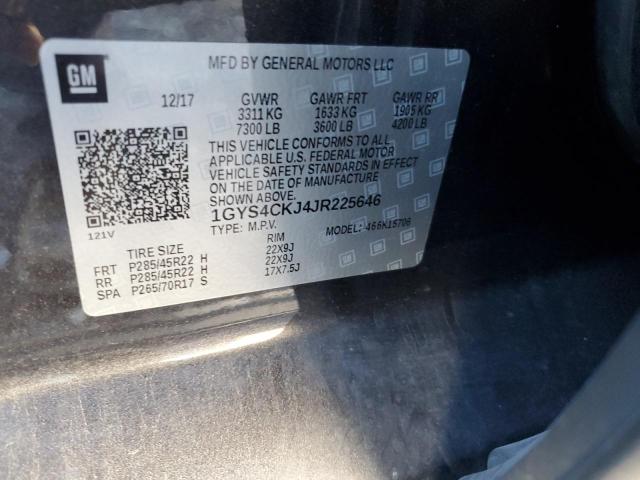 GM
MFD BY GENERAL MOTORS LLC
12/17 GVWR GAWR FRT GAWR RR
3311 KG 1633 KG 1905 KG
7300 LB 3600 LB 4200 LB
THIS VEHICLE CONFORMS TO ALL
APPLICABLE U.S. FEDERAL MOTOR
VEHICLE SAFETY STANDARDS IN EFFECT
ON THE DATE OF MANUFACTURE
SHOWN ABOVE.
1GYS4CKJ4JR225646
121V TYPE: M.P.V. MODEL: 466K15706
TIRE SIZE RIM
FRT P285/45R22 H 22X9J
RR P285/45R22 H 22X9J
SPA P265/70R17 S 17X7.5J